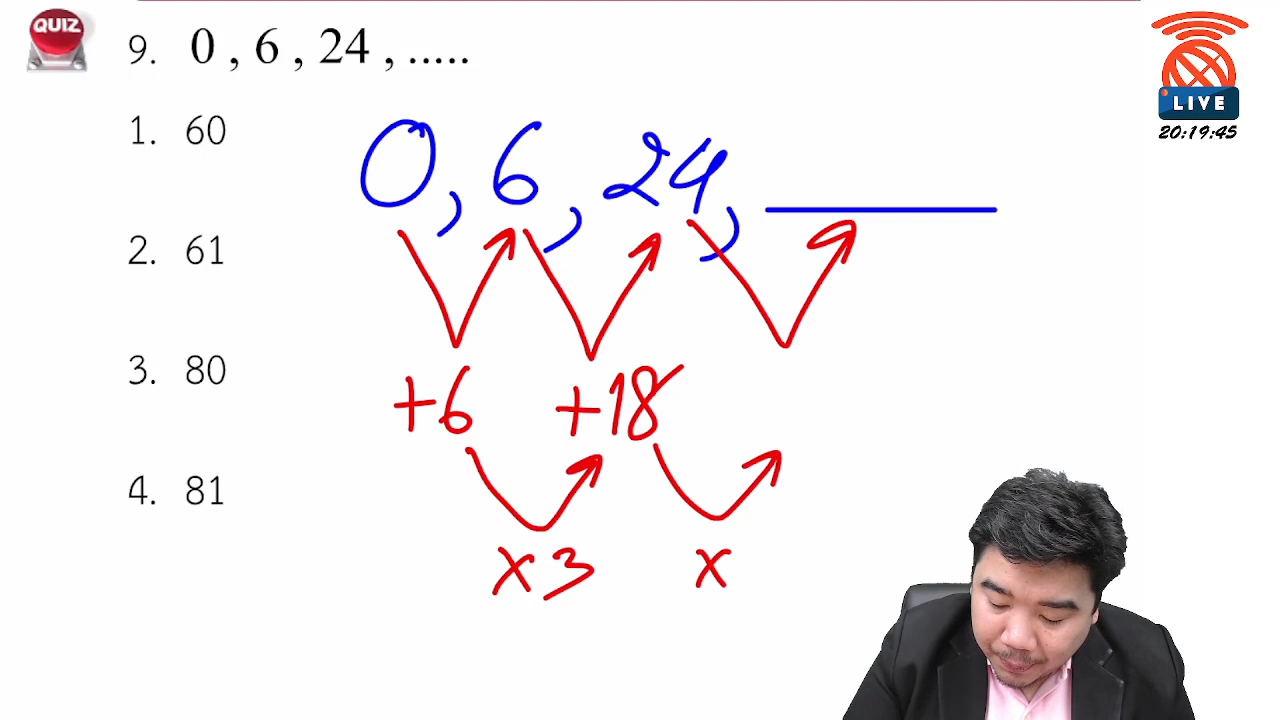 QUIZ
9. 0 , 6 , 24 , .....
LIVE
20:19:45
1. 60
0, 6, 24, ______
2. 61
3. 80
+6 +18
4. 81
x3 x